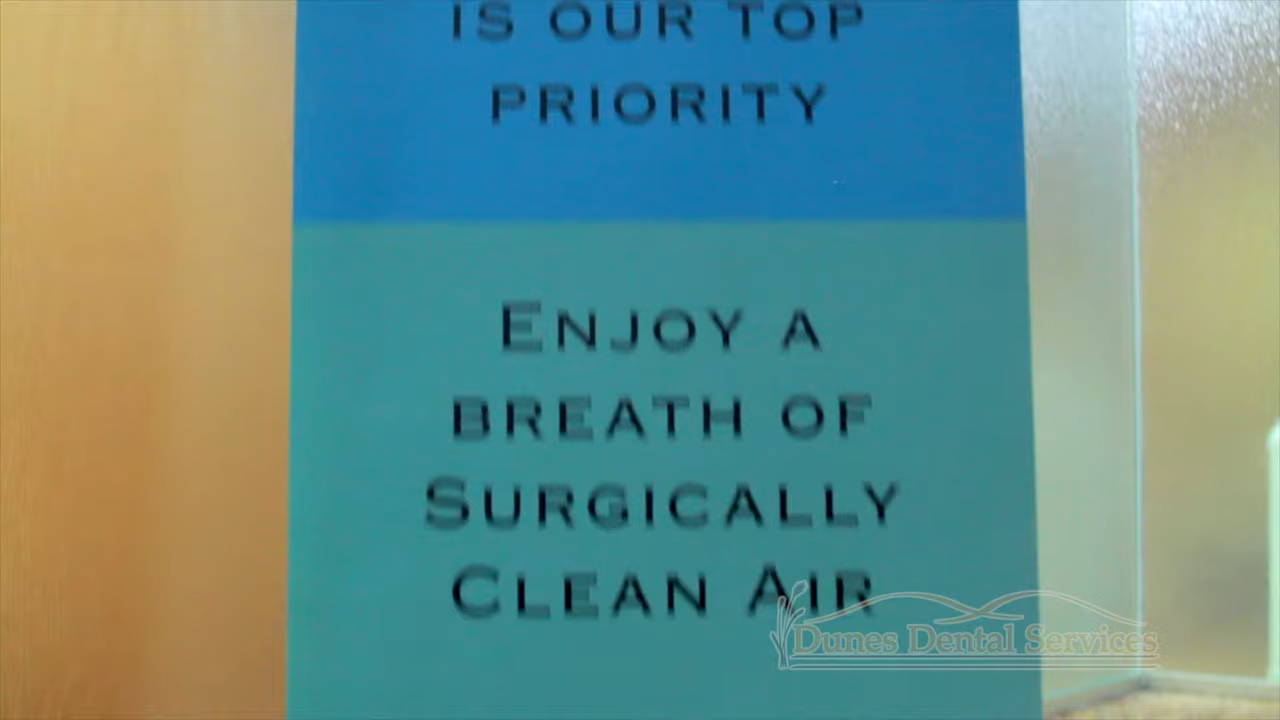 IS OUR TOP
PRIORITY
ENJOY A
BREATH OF
SURGICALLY
CLEAN AIR
Dunes Dental Services